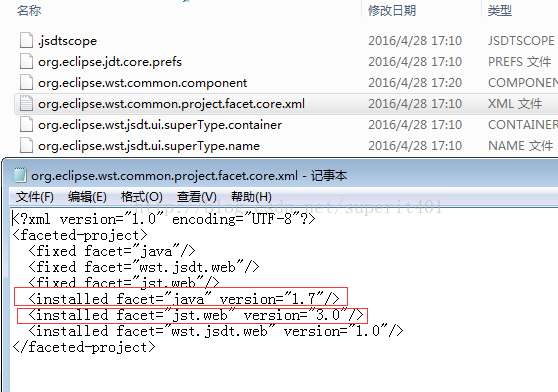 名称 修改日期 类型
.jsdtscope 2016/4/28 17:10 JSDTSCOPE
org.eclipse.jdt.core.prefs 2016/4/28 17:10 PREFS 文件
org.eclipse.wst.common.component 2016/4/28 17:20 COMPONEN
org.eclipse.wst.common.project.facet.core.xml 2016/4/28 17:10 XML 文件
org.eclipse.wst.jsdt.ui.superType.container 2016/4/28 17:10 CONTAINER
org.eclipse.wst.jsdt.ui.superType.name 2016/4/28 17:10 NAME 文件
org.eclipse.wst.common.project.facet.core.xml - 记事本
文件(F) 编辑(E) 格式(O) 查看(V) 帮助(H)
<?xml version="1.0" encoding="UTF-8"?>
<faceted-project>
<fixed facet="java"/>
<fixed facet="wst.jsdt.web"/>
<fixed facet="jst.web"/>
<installed facet="java" version="1.7"/>
<installed facet="jst.web" version="3.0"/>
<installed facet="wst.jsdt.web" version="1.0"/>
</faceted-project>